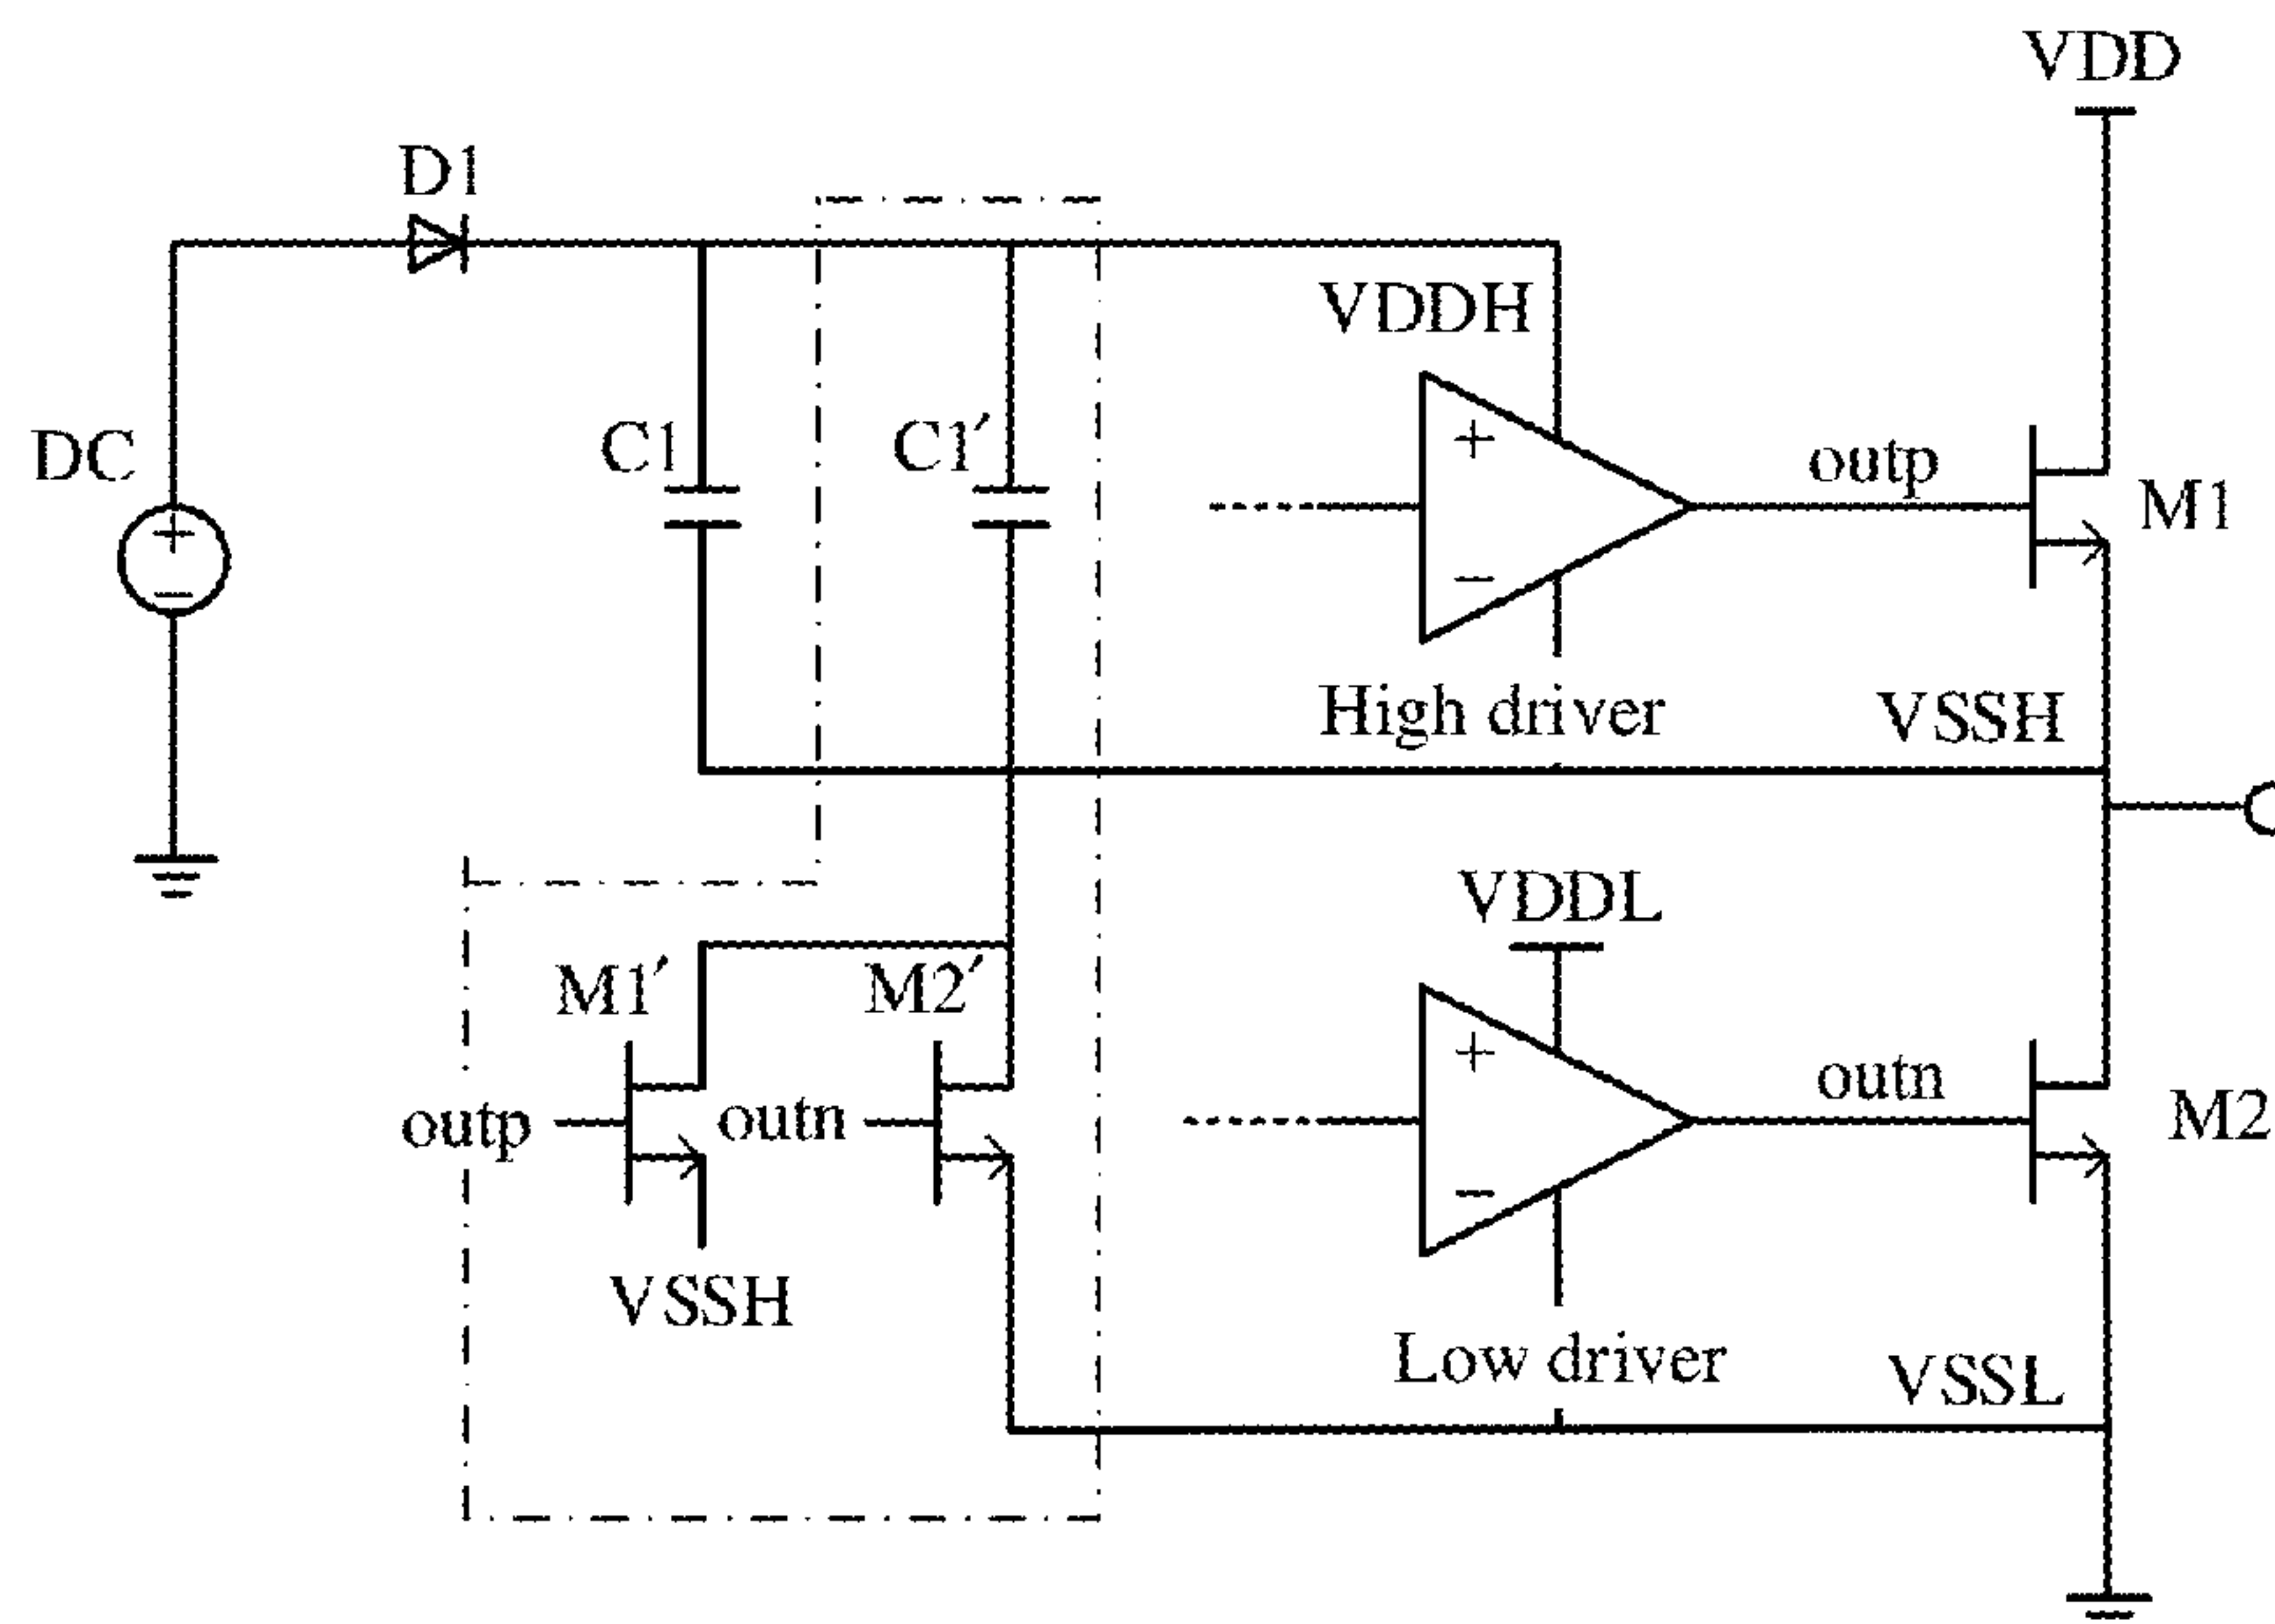 VDD
D1
VDDH
DC
C1
C1′
+
outp
M1
+
−
−
High driver
VSSH
VDDL
M1′
M2′
+
outn
outp
outn
M2
−
VSSH
Low driver
VSSL